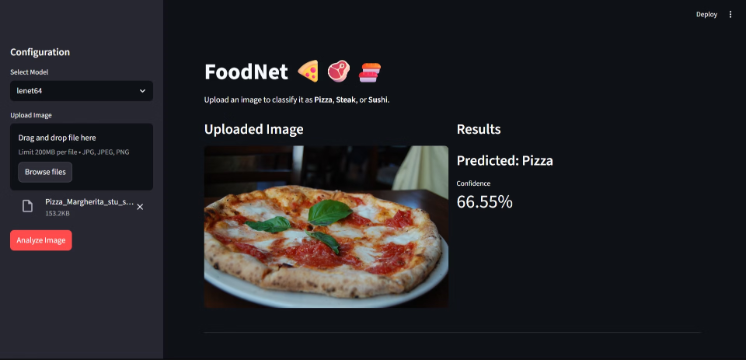 Deploy
Configuration
Select Model
lenet64
Upload Image
Drag and drop file here
Limit 200MB per file • JPG, JPEG, PNG
Browse files
Pizza_Margherita_stu_s...
153.2KB
Analyze Image
FoodNet
Upload an image to classify it as Pizza, Steak, or Sushi.
Uploaded Image
Results
Predicted: Pizza
Confidence
66.55%